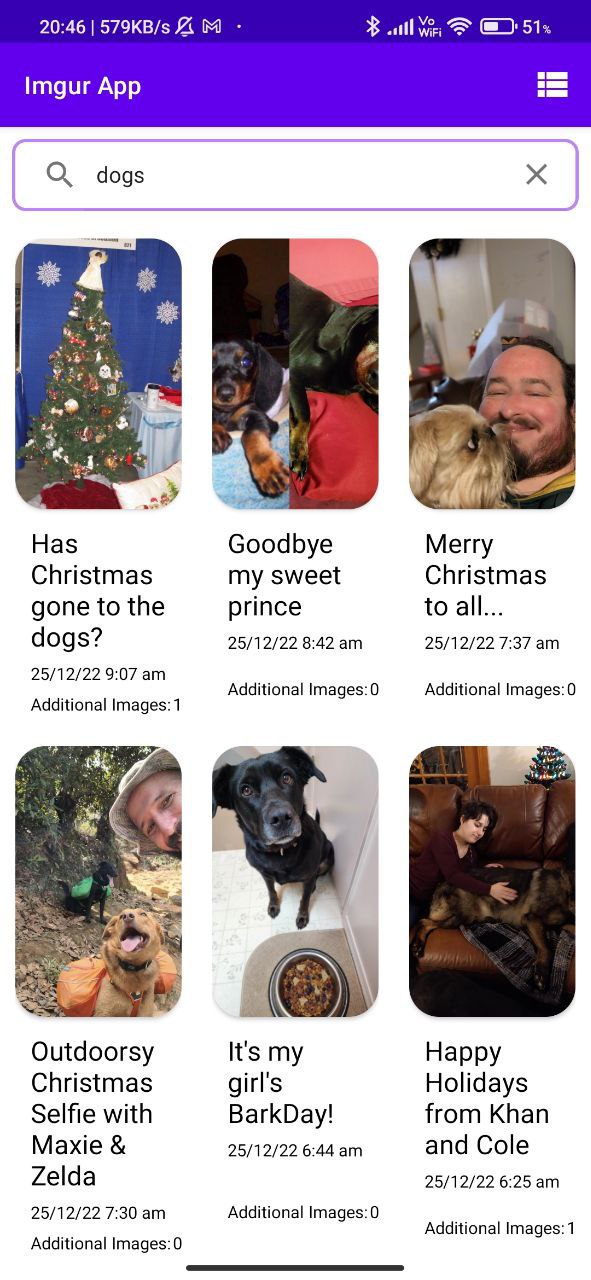 20:46 | 579KB/s
Vo
WiFi
51%
Imgur App
dogs
Has
Christmas
gone to the
dogs?
25/12/22 9:07 am
Additional Images: 1
Goodbye
my sweet
prince
25/12/22 8:42 am
Additional Images: 0
Merry
Christmas
to all...
25/12/22 7:37 am
Additional Images: 0
Outdoorsy
Christmas
Selfie with
Maxie &
Zelda
25/12/22 7:30 am
Additional Images: 0
It's my
girl's
BarkDay!
25/12/22 6:44 am
Additional Images: 0
Happy
Holidays
from Khan
and Cole
25/12/22 6:25 am
Additional Images: 1